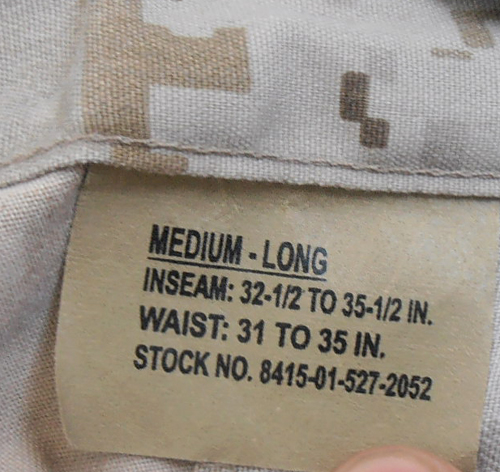 MEDIUM - LONG
INSEAM: 32-1/2 TO 35-1/2 IN.
WAIST: 31 TO 35 IN.
STOCK NO. 8415-01-527-2052